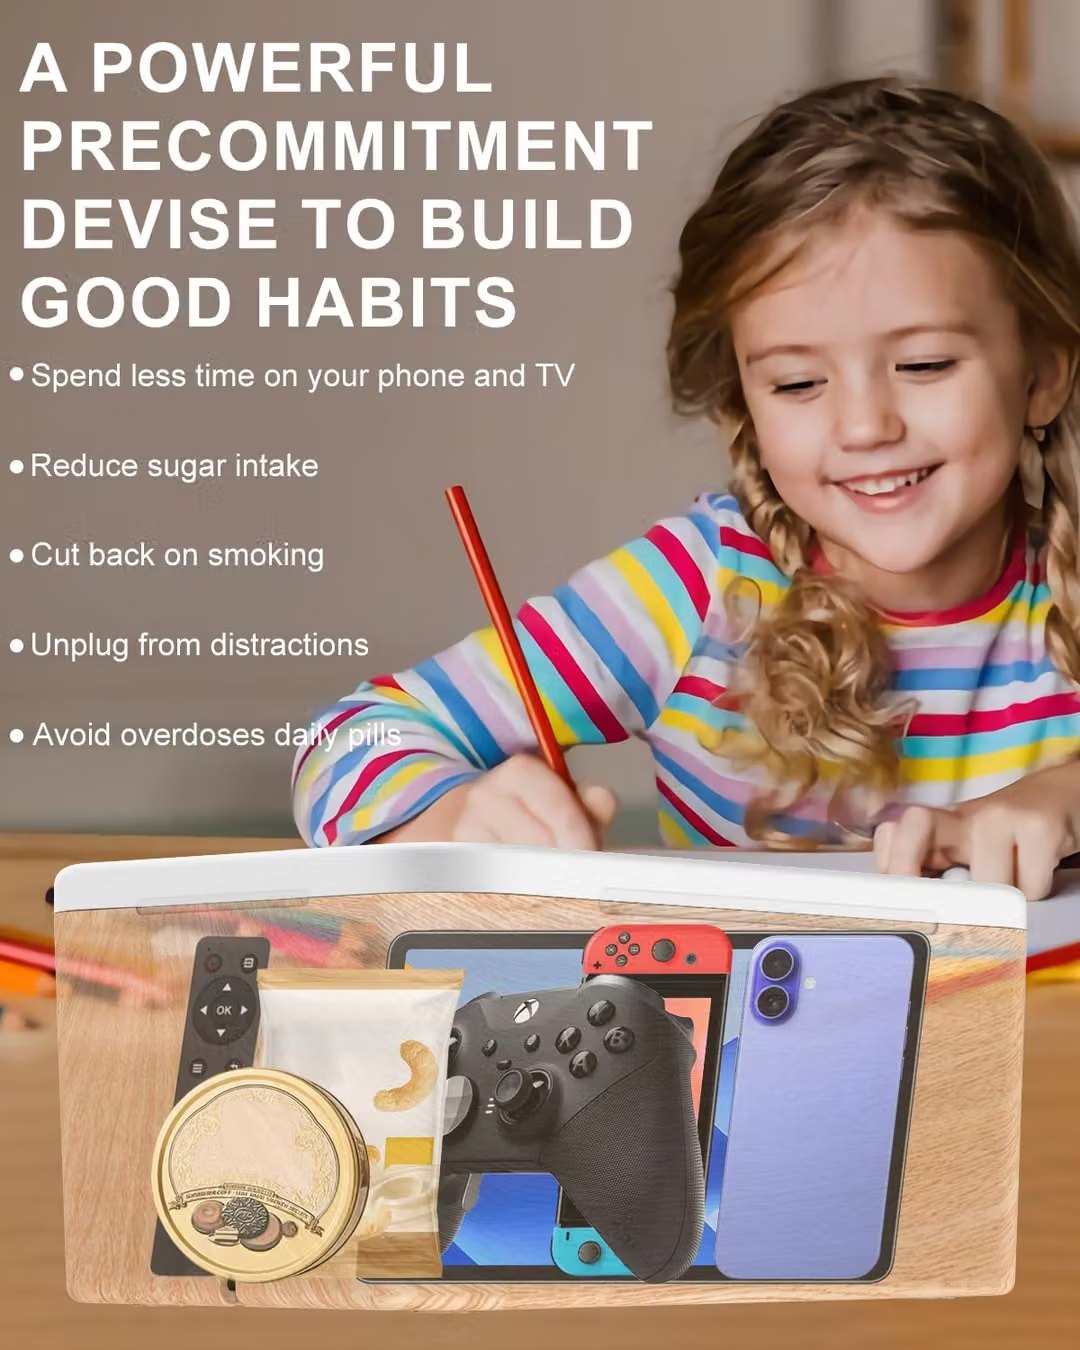 A POWERFUL
PRECOMMITMENT
DEVISE TO BUILD
GOOD HABITS
● Spend less time on your phone and TV
● Reduce sugar intake
● Cut back on smoking
● Unplug from distractions
● Avoid overdoses daily pills
OK
X
B
A